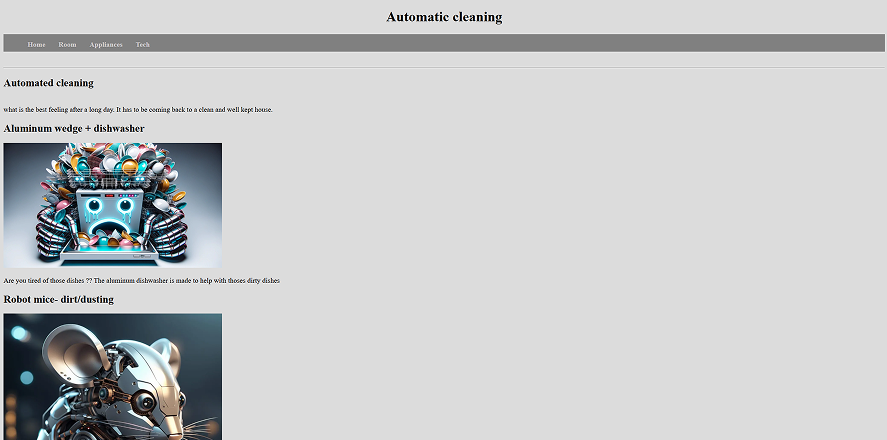 Automatic cleaning
Home Room Appliances Tech
Automated cleaning
what is the best feeling after a long day. It has to be coming back to a clean and well kept house.
Aluminum wedge + dishwasher
Are you tired of those dishes ?? The aluminum dishwasher is made to help with thoses dirty dishes
Robot mice- dirt/dusting